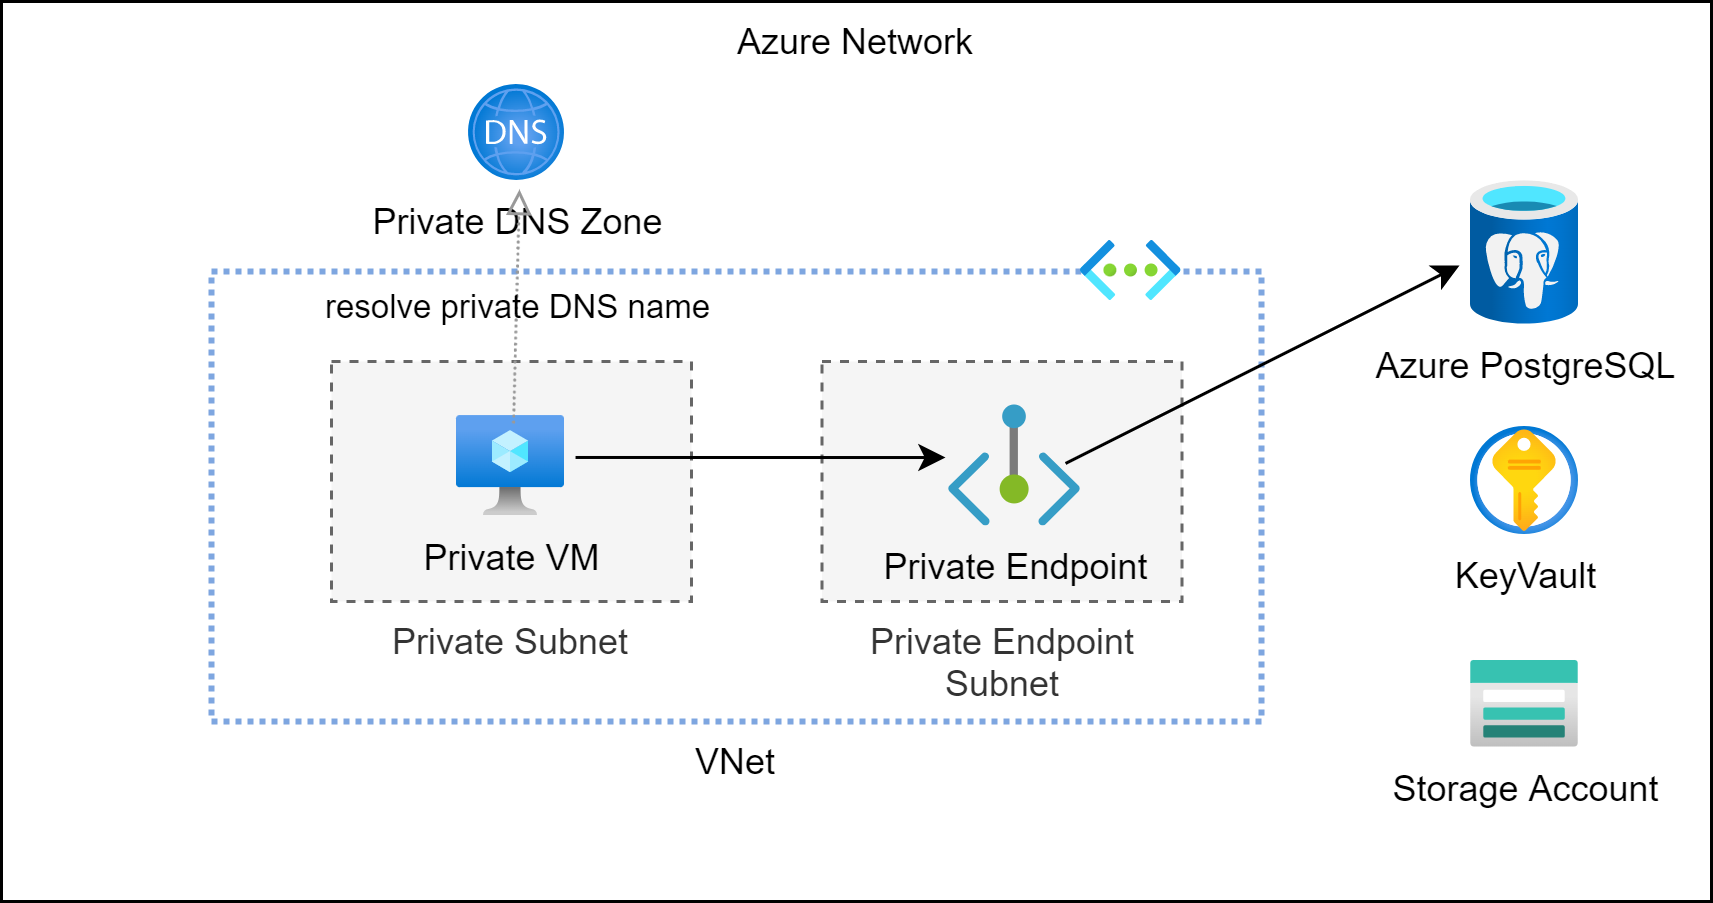 Azure Network
DNS
Private DNS Zone
resolve private DNS name
Azure PostgreSQL
Private VM
Private Endpoint
KeyVault
Private Subnet
Private Endpoint
Subnet
VNet
Storage Account